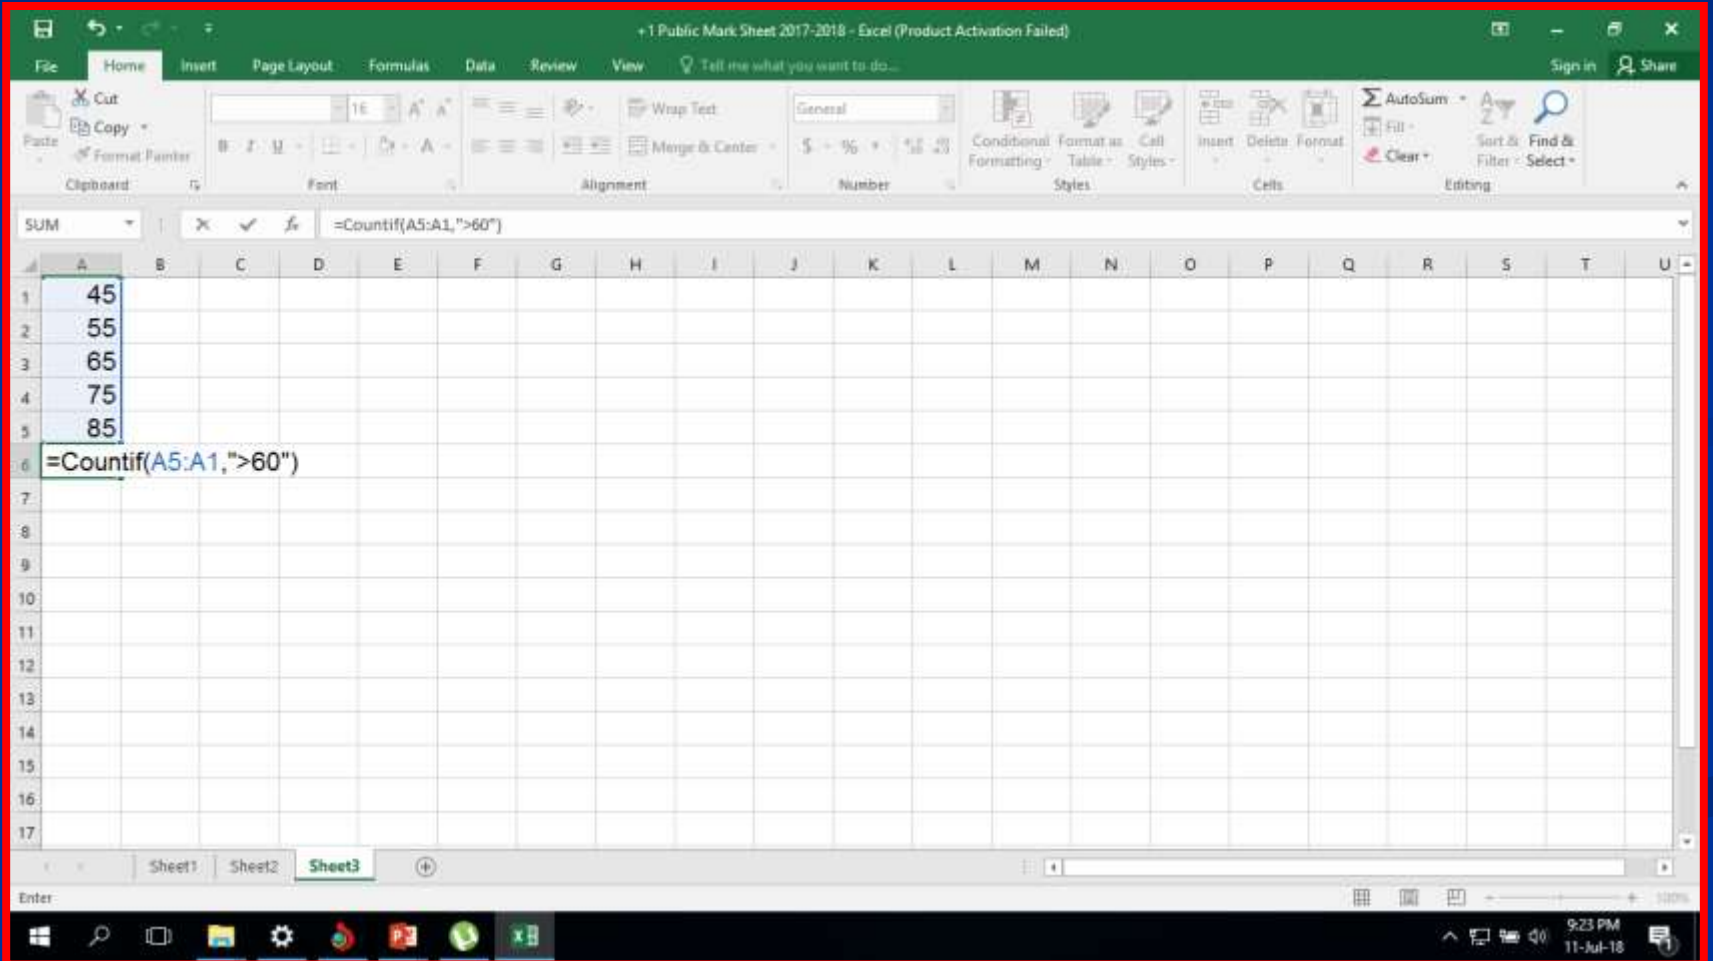 +1 Public Mark Sheet 2017-2018 - Excel (Product Activation Failed)
File Home Insert Page Layout Formulas Data Review View Tell me what you want to do... Sign in Share
Paste
Cut
Copy
Format Painter
Clipboard
16 A A
B I U A
Font
Wrap Text
Merge & Center
Alignment
General
$ %
Number
Conditional Formatting
Format as Table
Cell Styles
Styles
Insert Delete Format
Cells
AutoSum
Fill
Clear
Sort & Filter
Find & Select
Editing
SUM fx =Countif(A5:A1,">60")
A B C D E F G H I J K L M N O P Q R S T U
1 45
2 55
3 65
4 75
5 85
6 =Countif(A5:A1,">60")
7
8
9
10
11
12
13
14
15
16
17
Sheet1 Sheet2 Sheet3
Enter 100%
9:23 PM
11-Jul-18